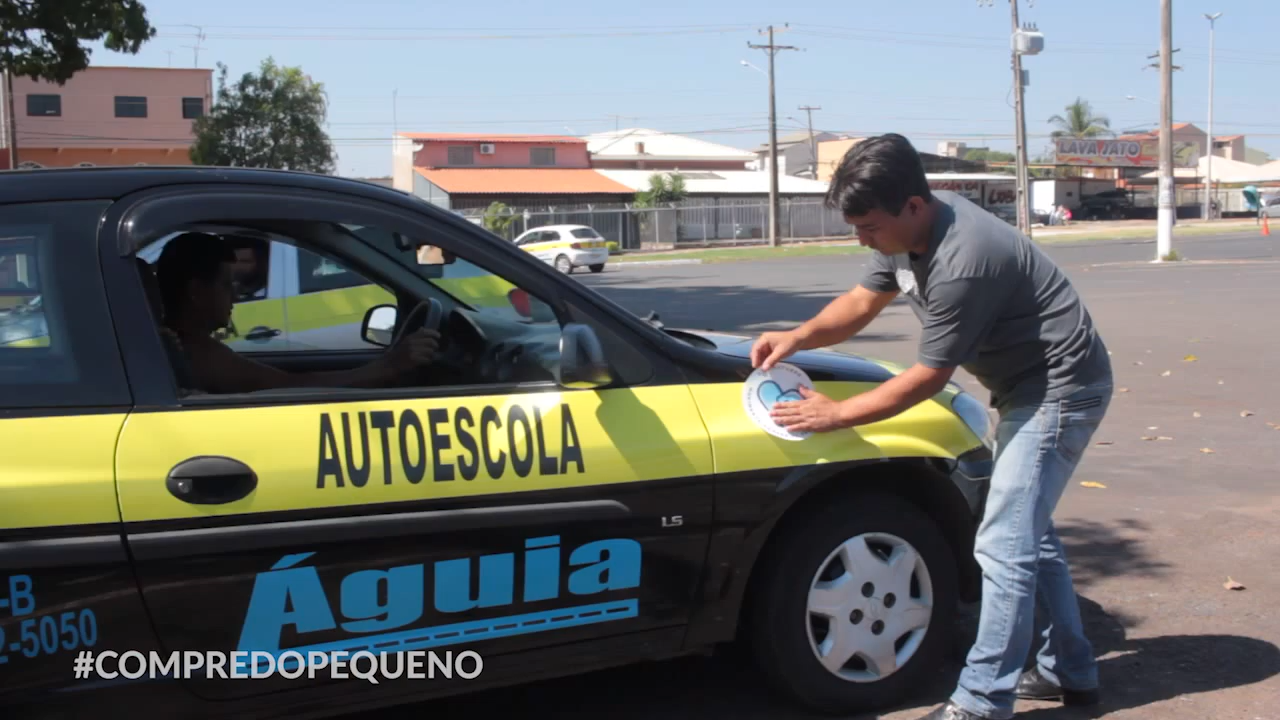 LAVA JATO
AUTOESCOLA
LS
Águia
-B
2-5050
#COMPREDOPEQUENO